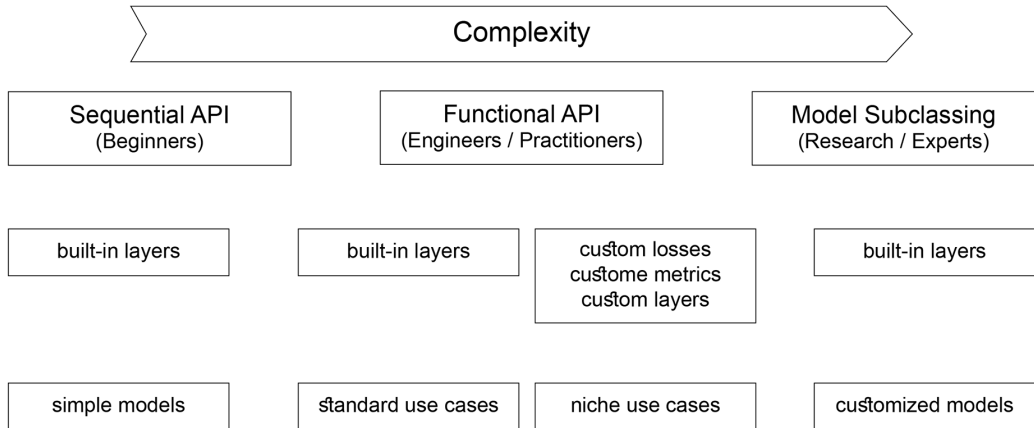 Complexity
Sequential API
(Beginners)
Functional API
(Engineers / Practitioners)
Model Subclassing
(Research / Experts)
built-in layers
built-in layers
custom losses
custome metrics
custom layers
built-in layers
simple models
standard use cases
niche use cases
customized models